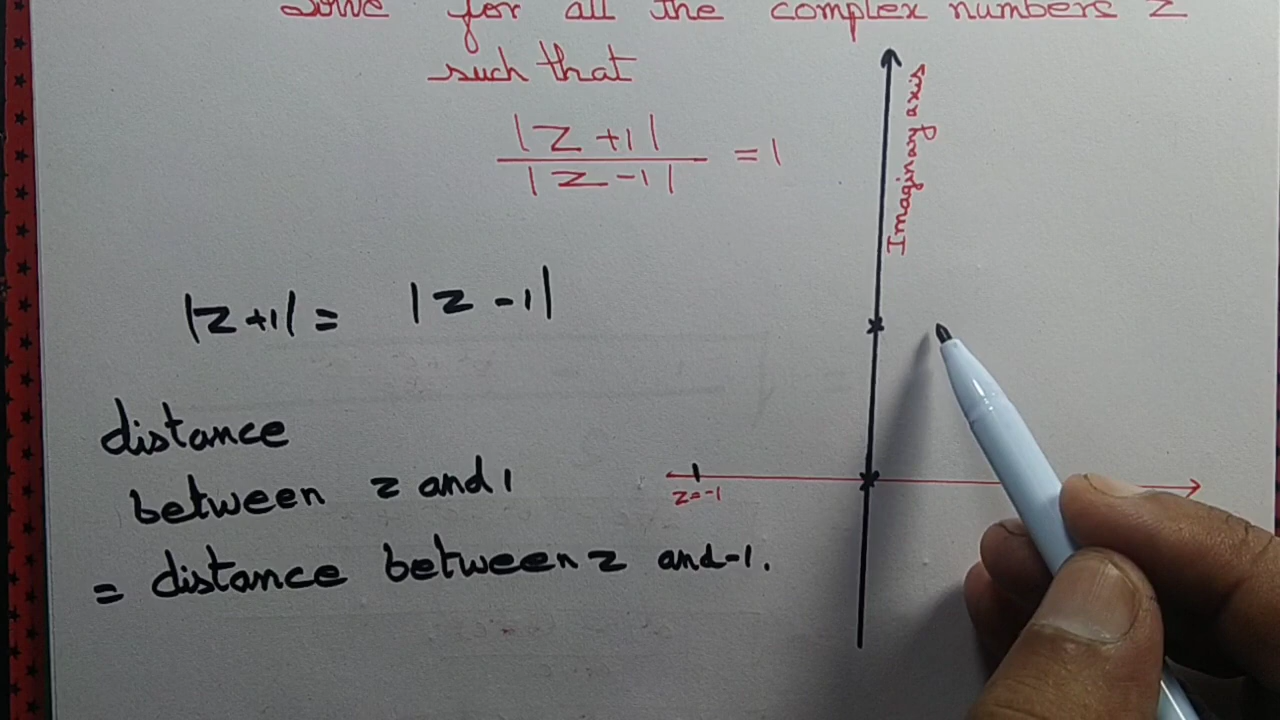 Solve for all the complex numbers z
such that
|z+1|
|z-1|
=1
Imaginary axis
|z+1| = |z-1|
distance
between z and 1
= distance between z and -1.
z=-1